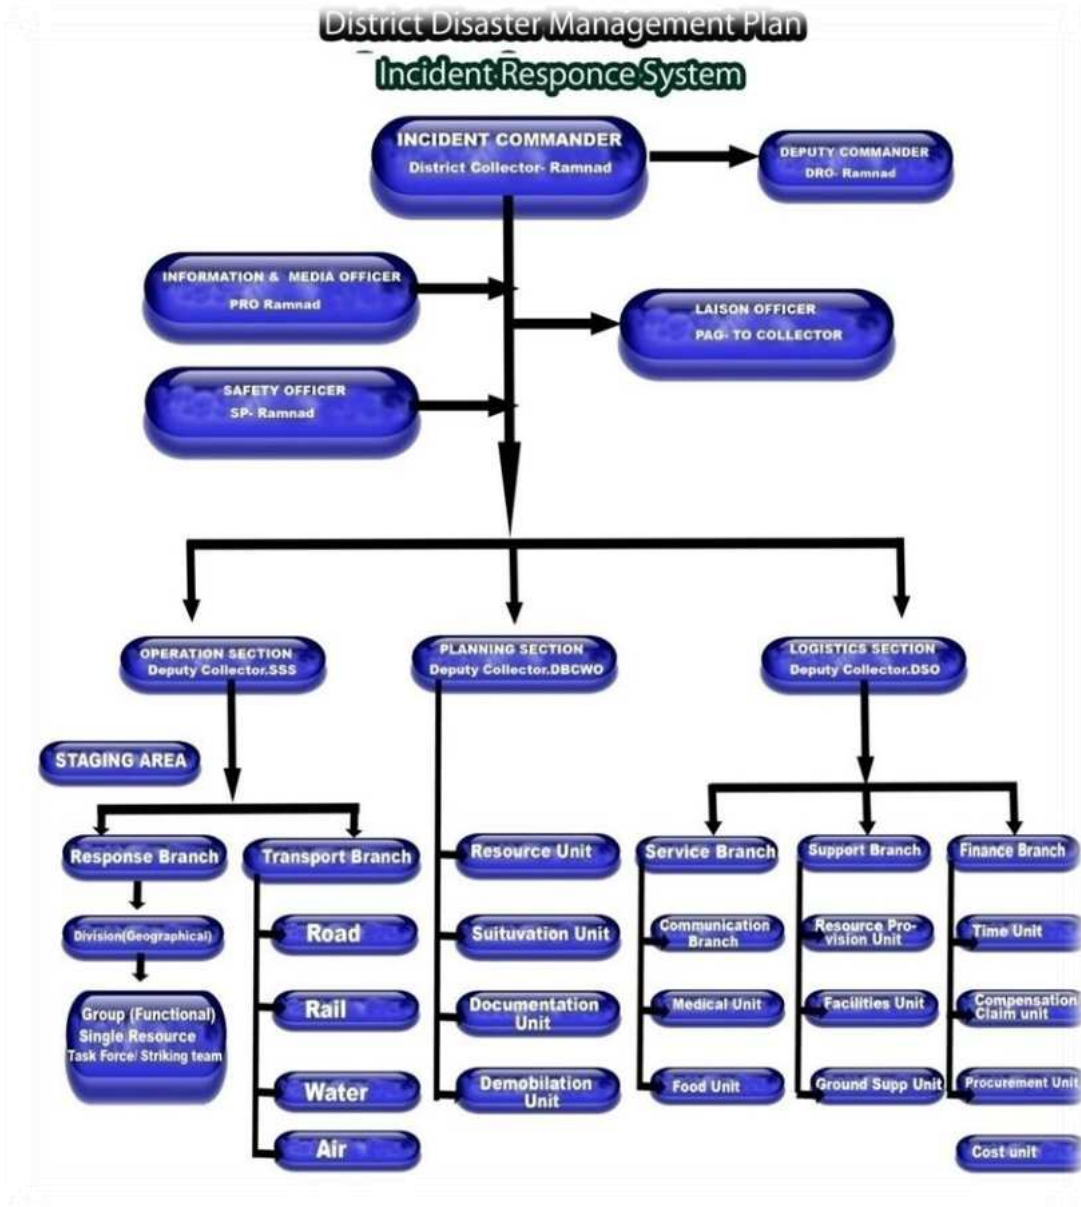 District Disaster Management Plan
Incident Responce System
INCIDENT COMMANDER
District Collector- Ramnad
DEPUTY COMMANDER
DRO- Ramnad
INFORMATION & MEDIA OFFICER
PRO Ramnad
LAISON OFFICER
PAG- TO COLLECTOR
SAFETY OFFICER
SP- Ramnad
OPERATION SECTION
Deputy Collector.SSS
PLANNING SECTION
Deputy Collector.DBCWO
LOGISTICS SECTION
Deputy Collector.DSO
STAGING AREA
Response Branch
Transport Branch
Resource Unit
Service Branch
Support Branch
Finance Branch
Division(Geographical)
Road
Suituvation Unit
Communication
Branch
Resource Pro-
vision Unit
Time Unit
Group (Functional)
Single Resource
Task Force/ Striking team
Rail
Documentation
Unit
Medical Unit
Facilities Unit
Compensation
Claim unit
Water
Demobilation
Unit
Food Unit
Ground Supp Unit
Procurement Unit
Air
Cost unit